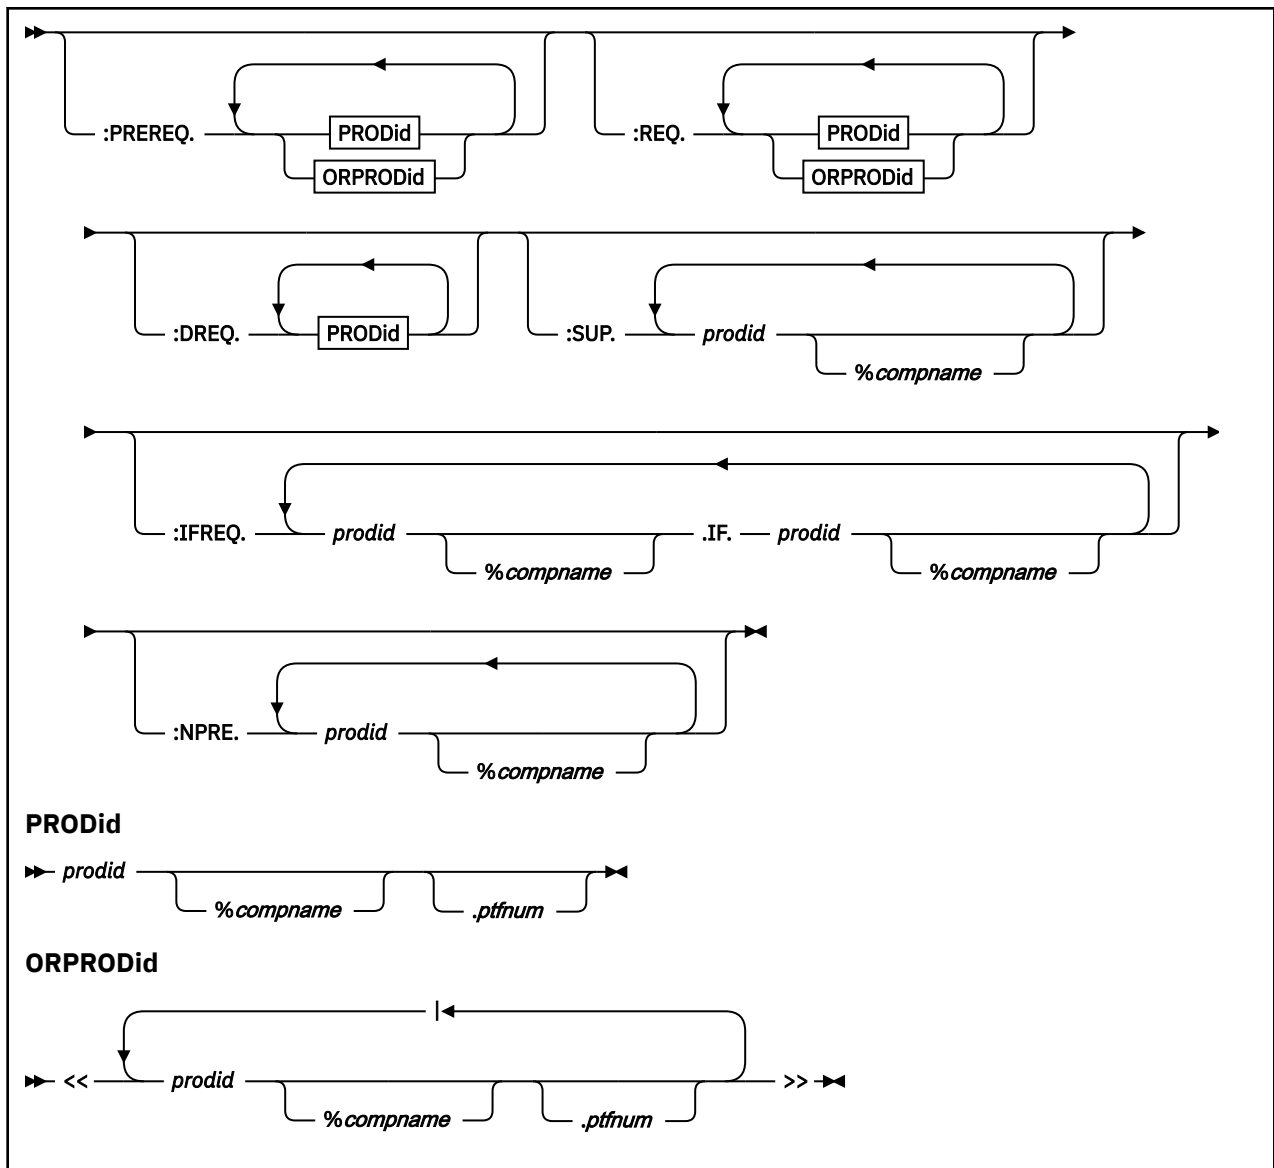 :PREREQ. PRODid :REQ. PRODid
ORPRODid ORPRODid
:DREQ. PRODid :SUP. prodid
%compname
:IFREQ. prodid .IF. prodid
%compname %compname
:NPRE. prodid
%compname
PRODid
prodid
%compname .ptfnum
ORPRODid
|
<< prodid >>
%compname .ptfnum